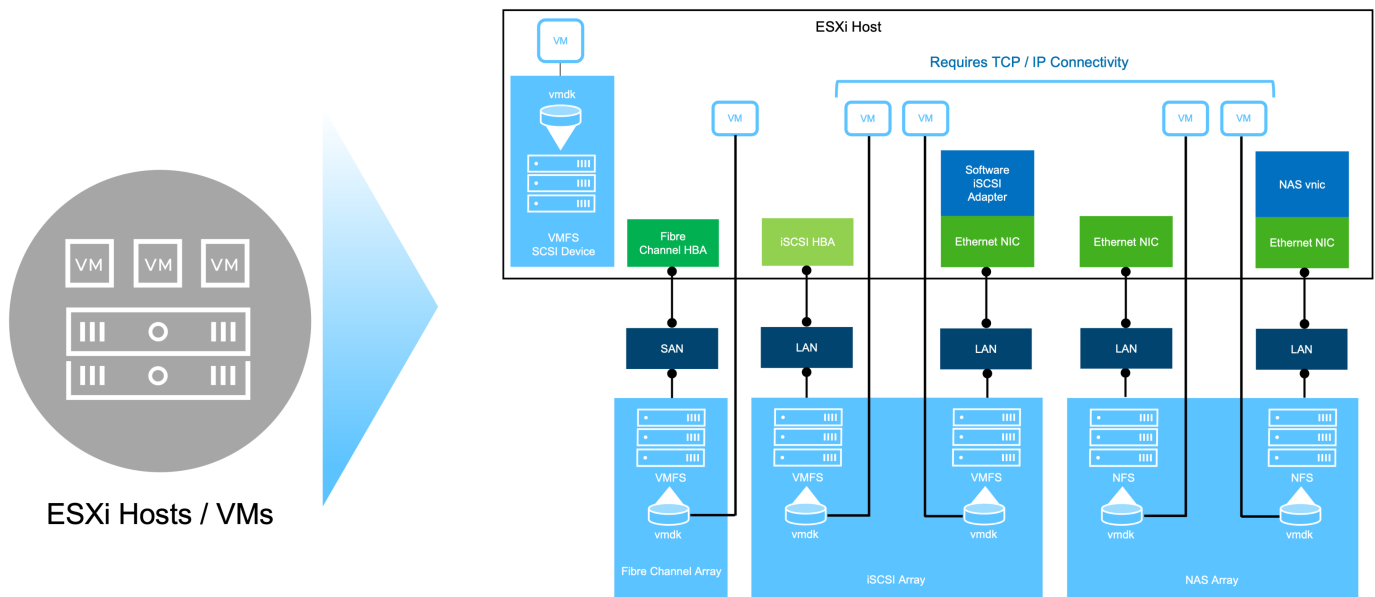 ESXi Host
VM
Requires TCP / IP Connectivity
vmdk
VM
VM
VM
VM
VM
Software
iSCSI
Adapter
NAS vnic
VMFS
SCSI Device
Fibre
Channel HBA
iSCSI HBA
Ethernet NIC
Ethernet NIC
Ethernet NIC
VM
VM
VM
SAN
LAN
LAN
LAN
LAN
VMFS
VMFS
VMFS
NFS
NFS
ESXi Hosts / VMs
vmdk
vmdk
vmdk
vmdk
vmdk
Fibre Channel Array
iSCSI Array
NAS Array